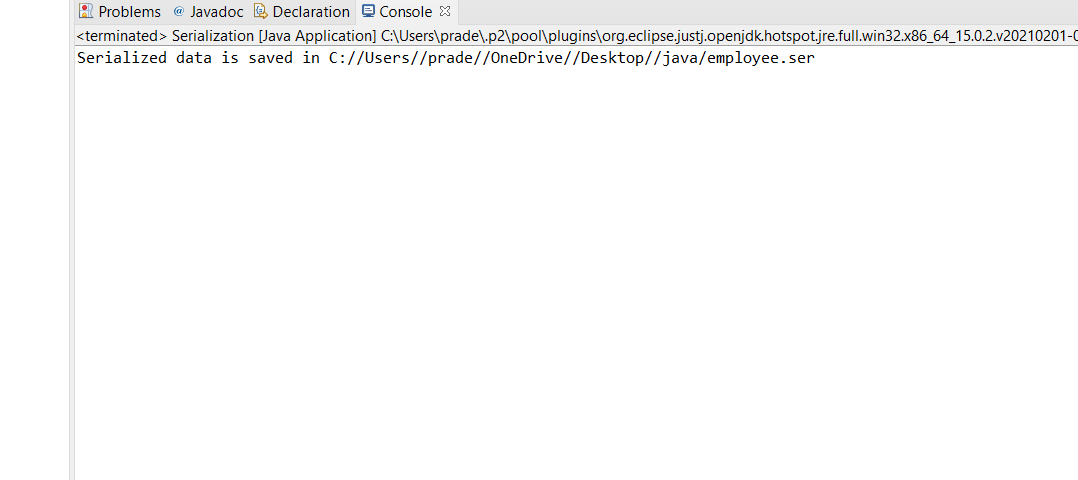 Problems @ Javadoc Declaration Console
<terminated> Serialization [Java Application] C:\Users\prade\.p2\pool\plugins\org.eclipse.justj.openjdk.hotspot.jre.full.win32.x86_64_15.0.2.v20210201-0
Serialized data is saved in C://Users//prade//OneDrive//Desktop//java/employee.ser